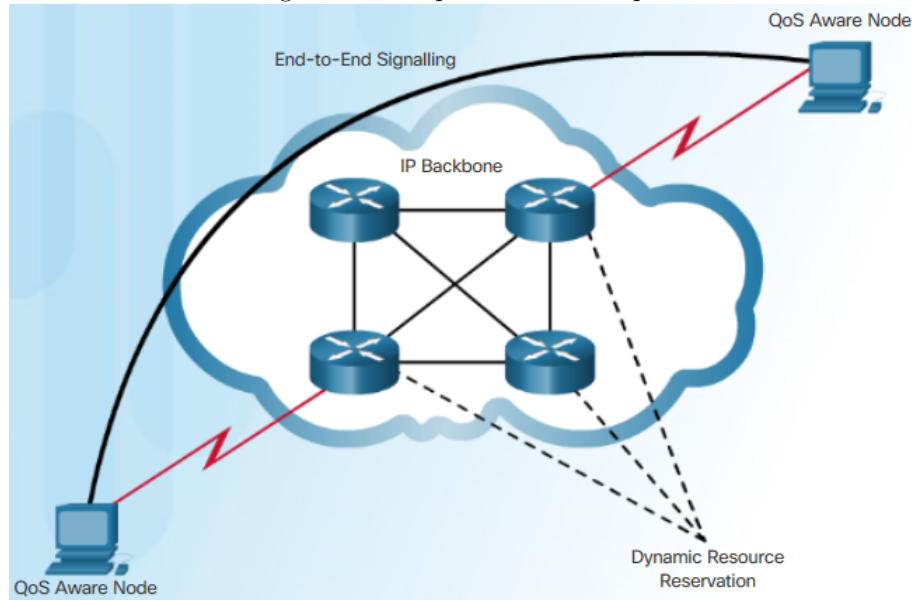 QoS Aware Node
End-to-End Signalling
IP Backbone
Dynamic Resource
Reservation
QoS Aware Node